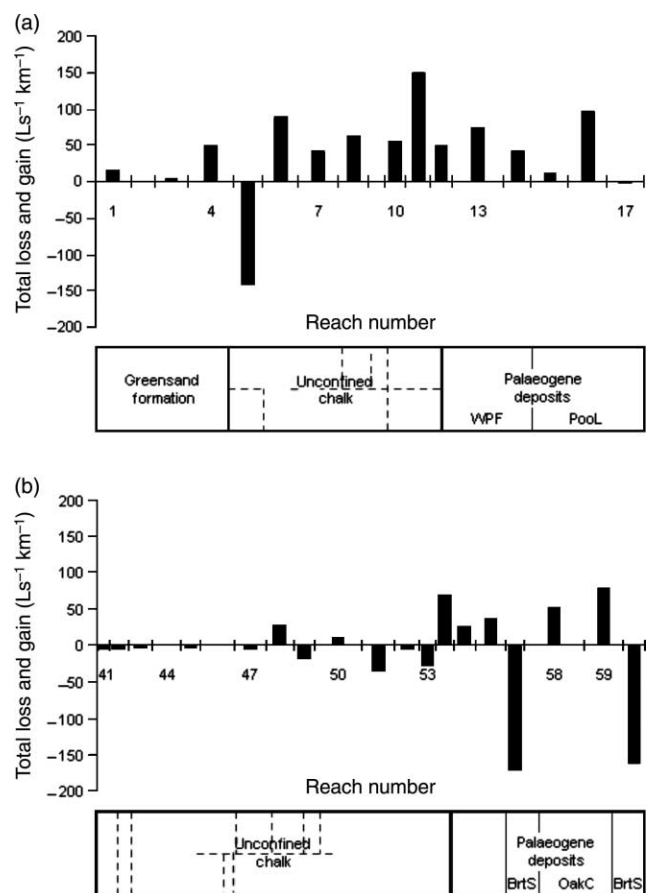 (a)
200
150
100
50
0
−50
−100
−150
−200
Total loss and gain (Ls⁻¹ km⁻¹)
1 4 7 10 13 17
Reach number
Greensand
formation
Unconfined
chalk
Palaeogene
deposits
WPF PooL
(b)
200
150
100
50
0
−50
−100
−150
−200
Total loss and gain (Ls⁻¹ km⁻¹)
41 44 47 50 53 58 59
Reach number
Unconfined
chalk
Palaeogene
deposits
BrtS OakC BrtS